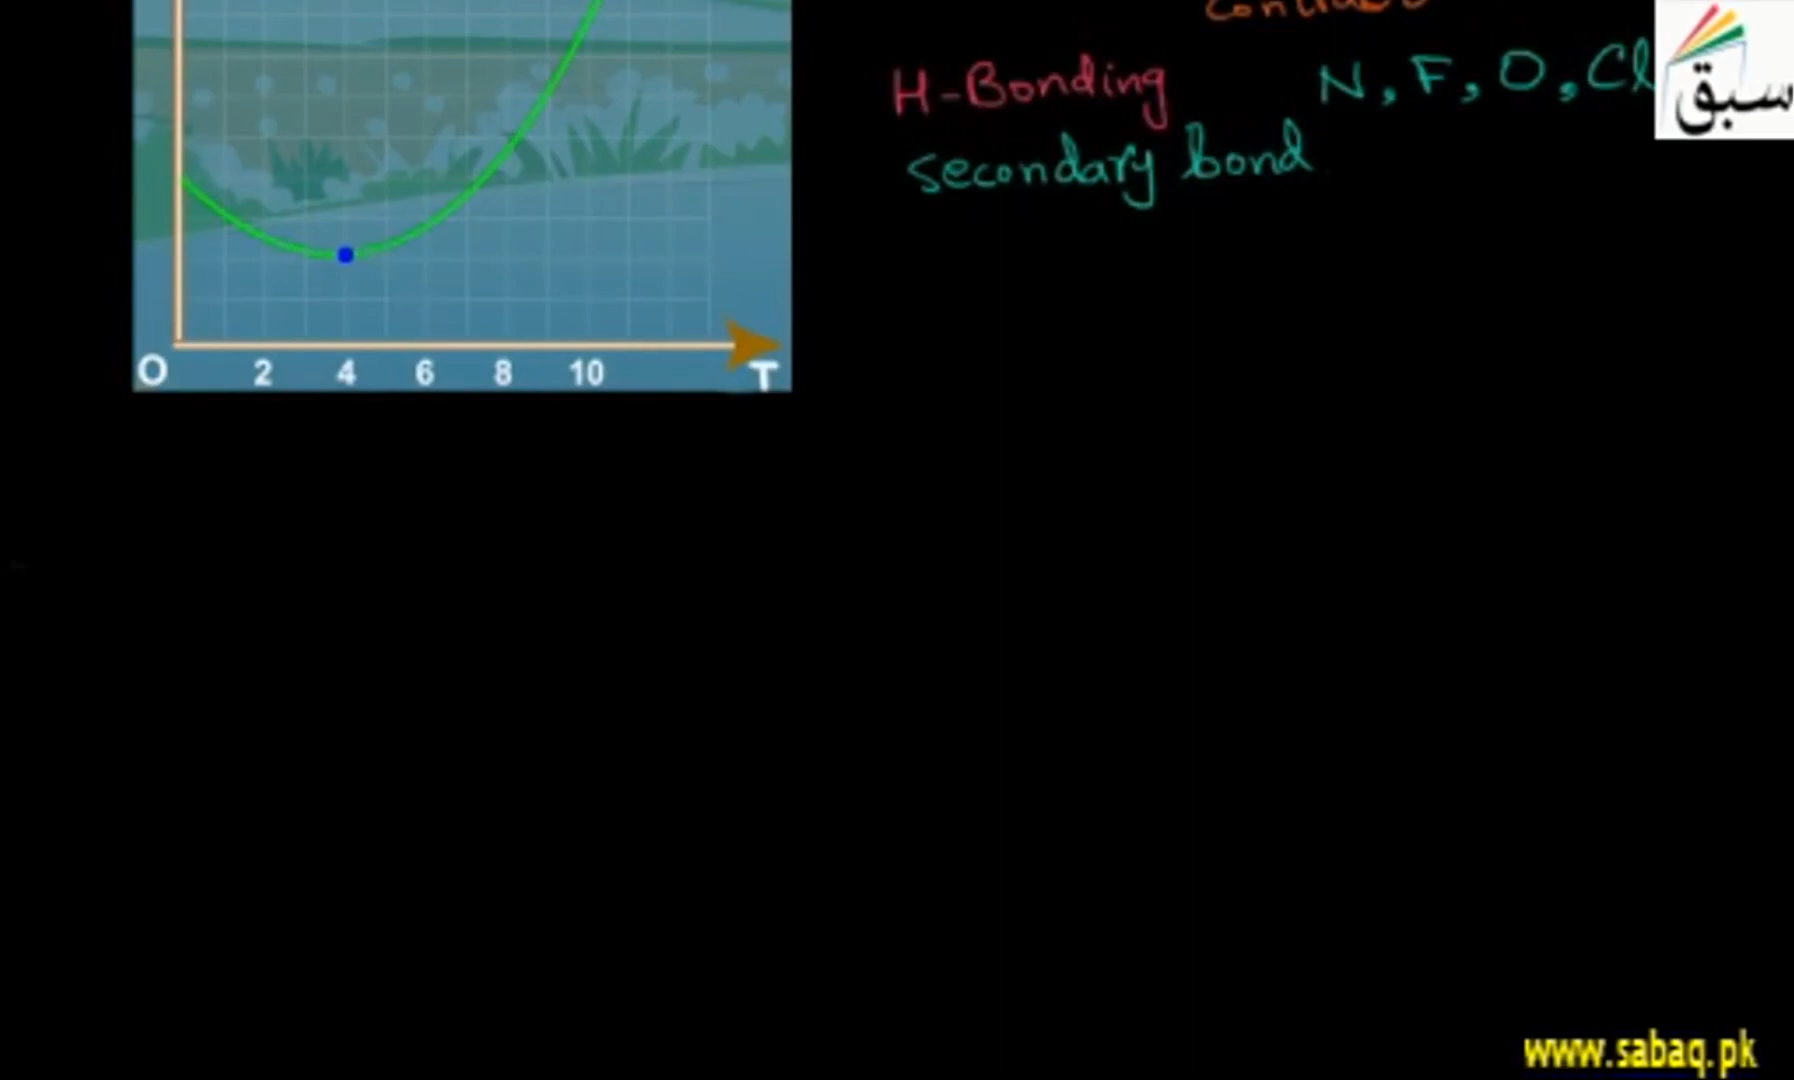 H-Bonding N, F, O, Cl
secondary bond
سبق
O 2 4 6 8 10 T
www.sabaq.pk